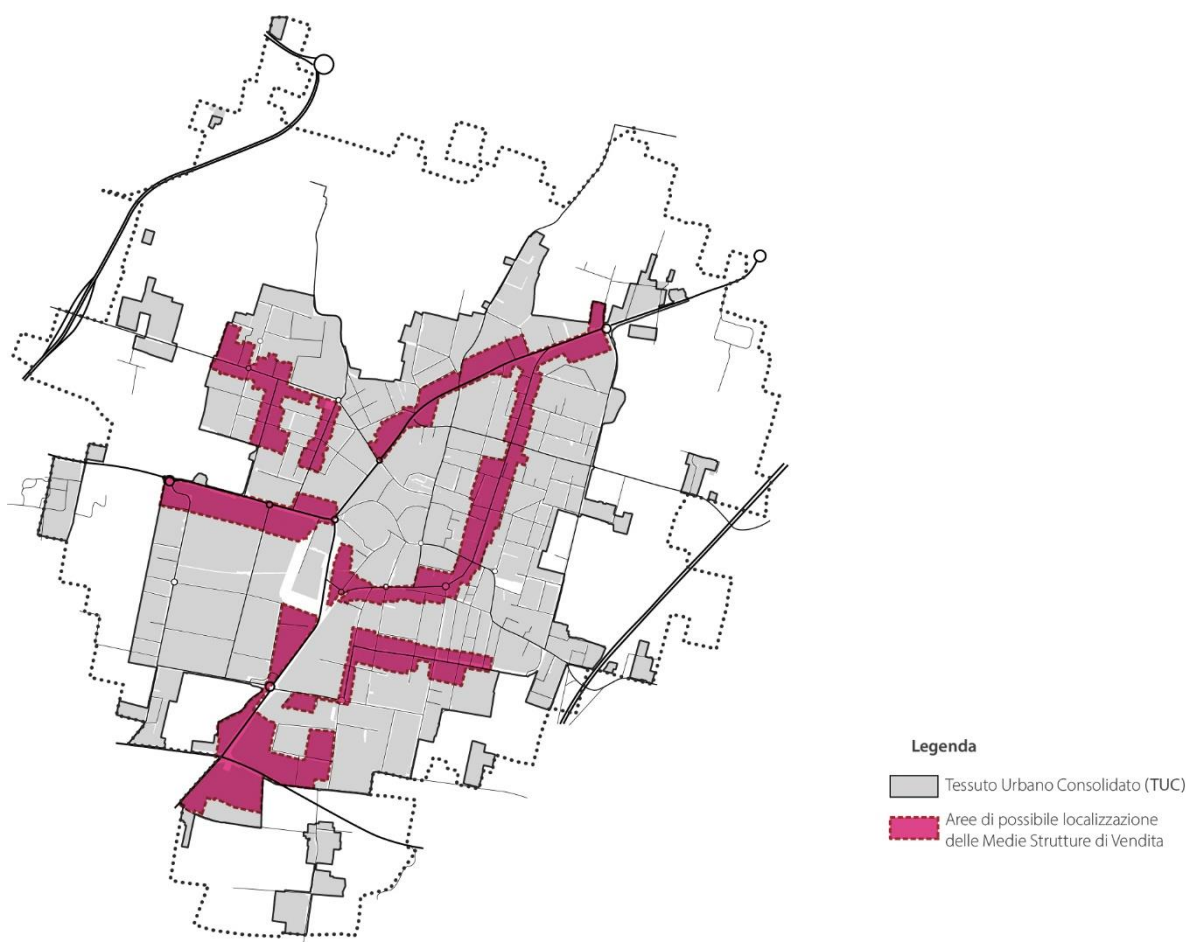 Legenda
Tessuto Urbano Consolidato (TUC)
Aree di possibile localizzazione
delle Medie Strutture di Vendita